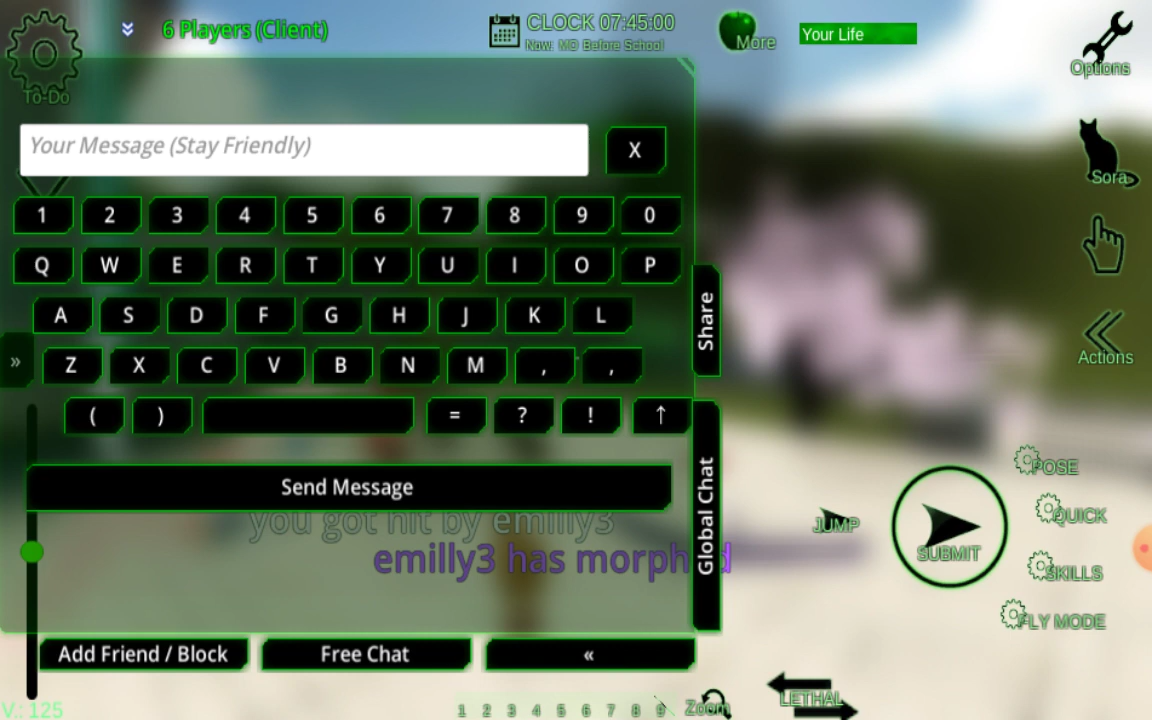 6 Players (Client)
CLOCK 07:45:00
Now: MO Before School
More
Your Life
Options
To-Do
Your Message (Stay Friendly)
X
Sora
1 2 3 4 5 6 7 8 9 0
Q W E R T Y U I O P
A S D F G H J K L
Z X C V B N M , ,
( ) = ? ! ↑
»
Share
Actions
Send Message
Global Chat
you got hit by emilly3
emilly3 has morph d
POSE
QUICK
JUMP
SUBMIT
SKILLS
FLY MODE
Add Friend / Block
Free Chat
«
V.: 125
1 2 3 4 5 6 7 8 9
Zoom
LETHAL